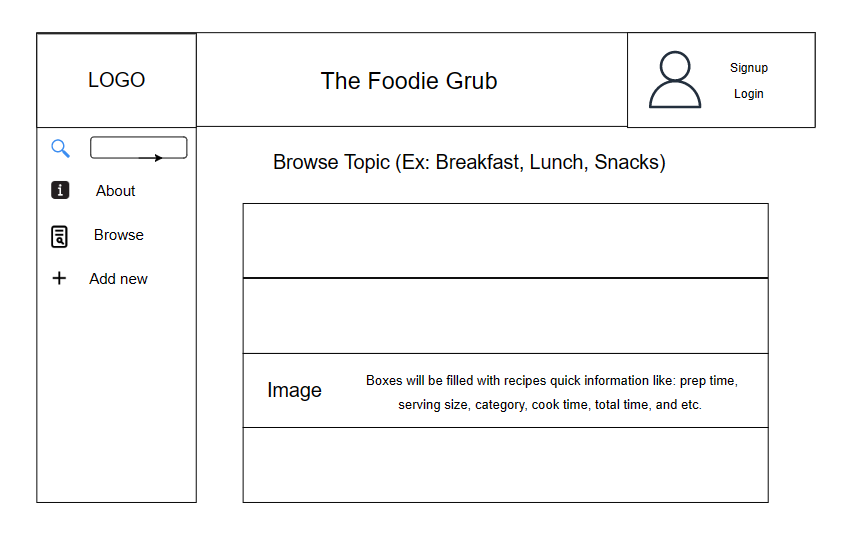 LOGO
The Foodie Grub
Signup
Login
Browse Topic (Ex: Breakfast, Lunch, Snacks)
About
Browse
Add new
Image
Boxes will be filled with recipes quick information like: prep time,
serving size, category, cook time, total time, and etc.